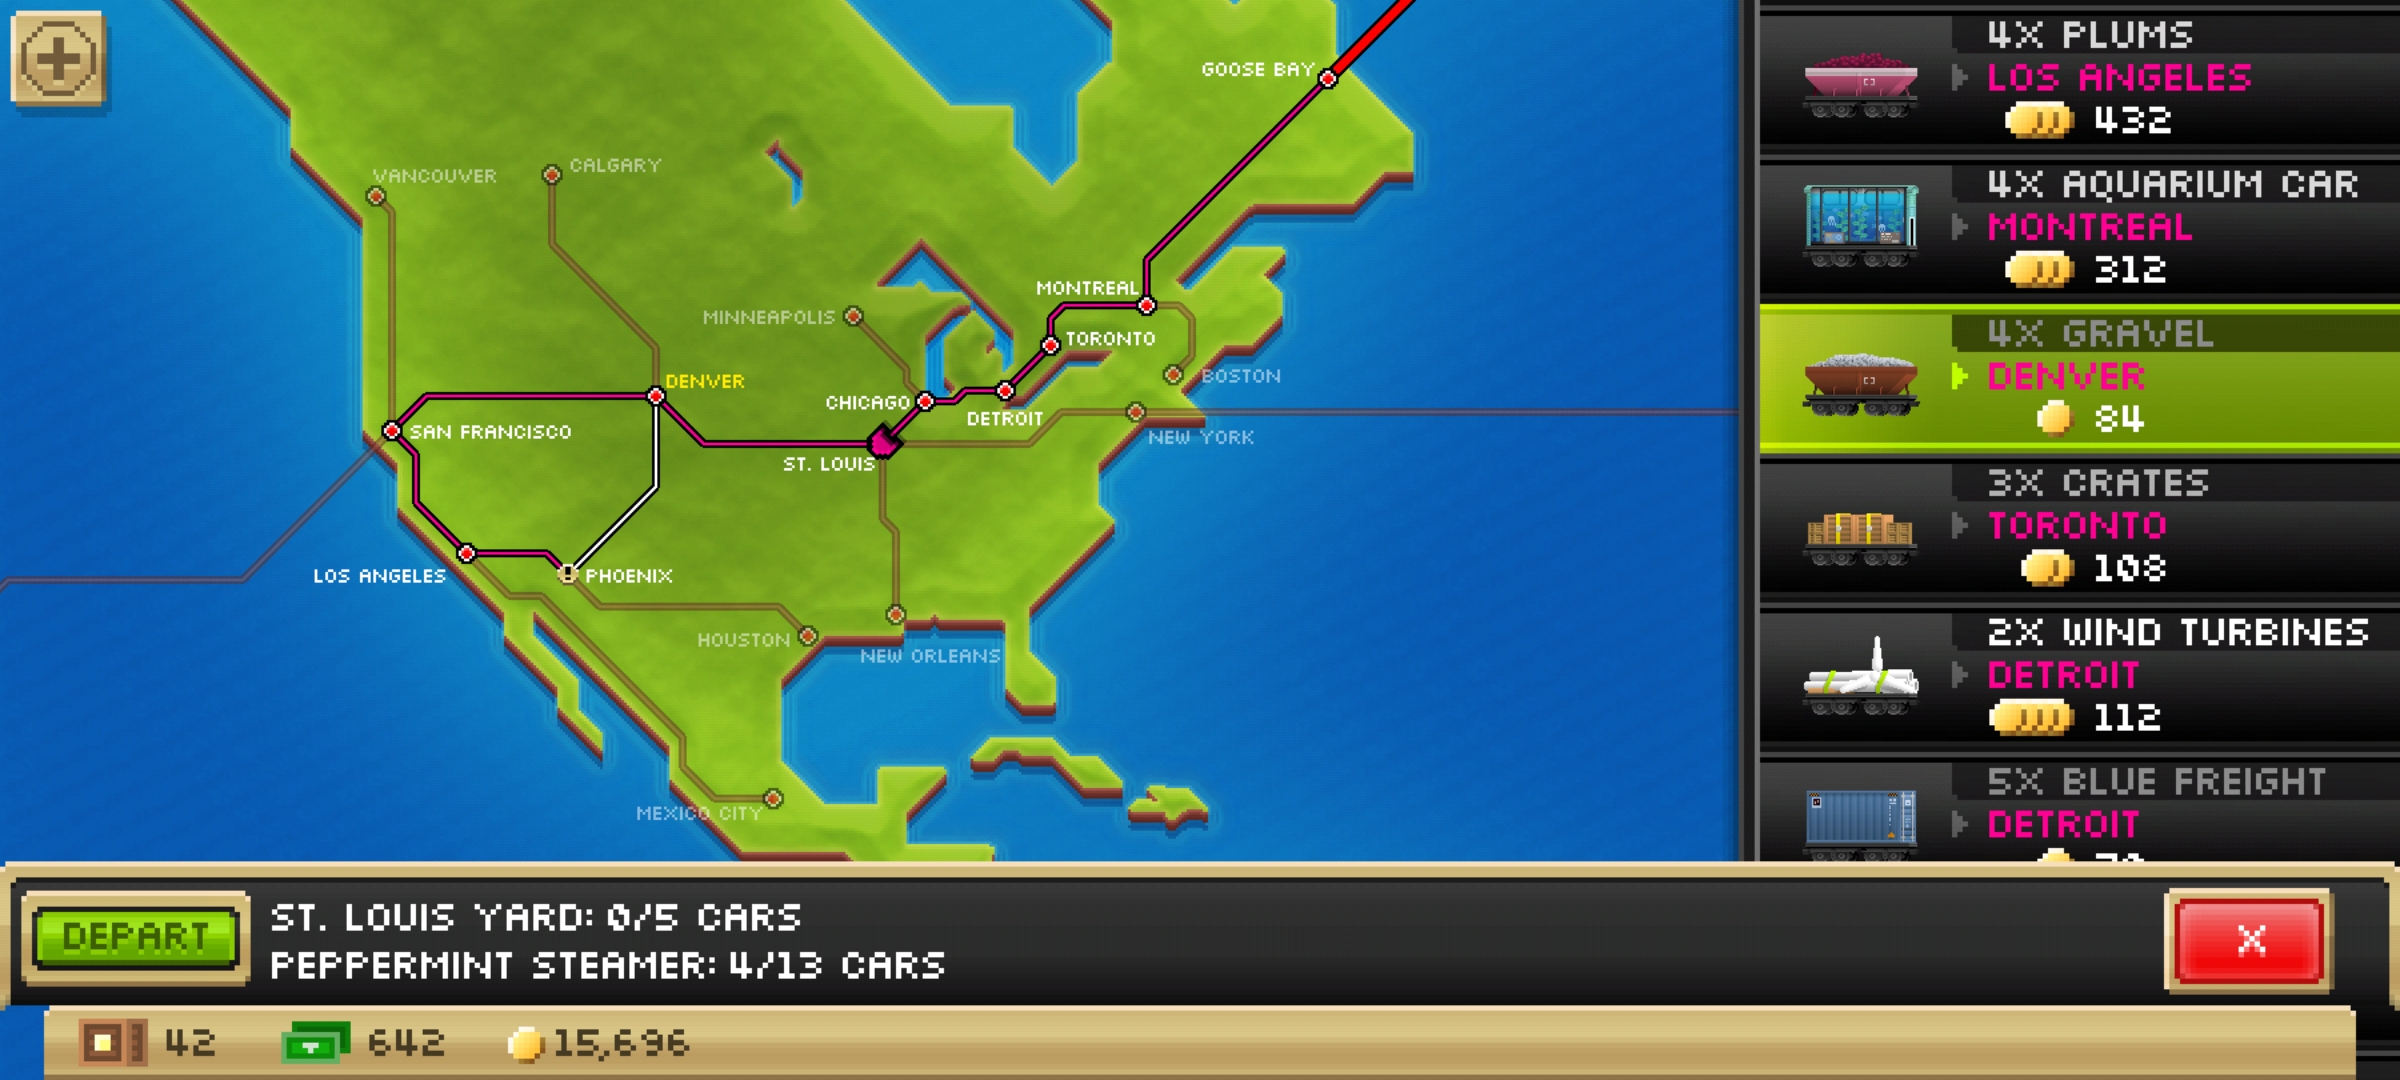 GOOSE BAY
VANCOUVER
CALGARY
MINNEAPOLIS
MONTREAL
TORONTO
BOSTON
DENVER
CHICAGO
DETROIT
NEW YORK
SAN FRANCISCO
ST. LOUIS
LOS ANGELES
PHOENIX
HOUSTON
NEW ORLEANS
MEXICO CITY
4X PLUMS
LOS ANGELES
432
4X AQUARIUM CAR
MONTREAL
312
4X GRAVEL
DENVER
84
3X CRATES
TORONTO
108
2X WIND TURBINES
DETROIT
112
5X BLUE FREIGHT
DETROIT
DEPART
ST. LOUIS YARD: 0/5 CARS
PEPPERMINT STEAMER: 4/13 CARS
X
42
642
15,696